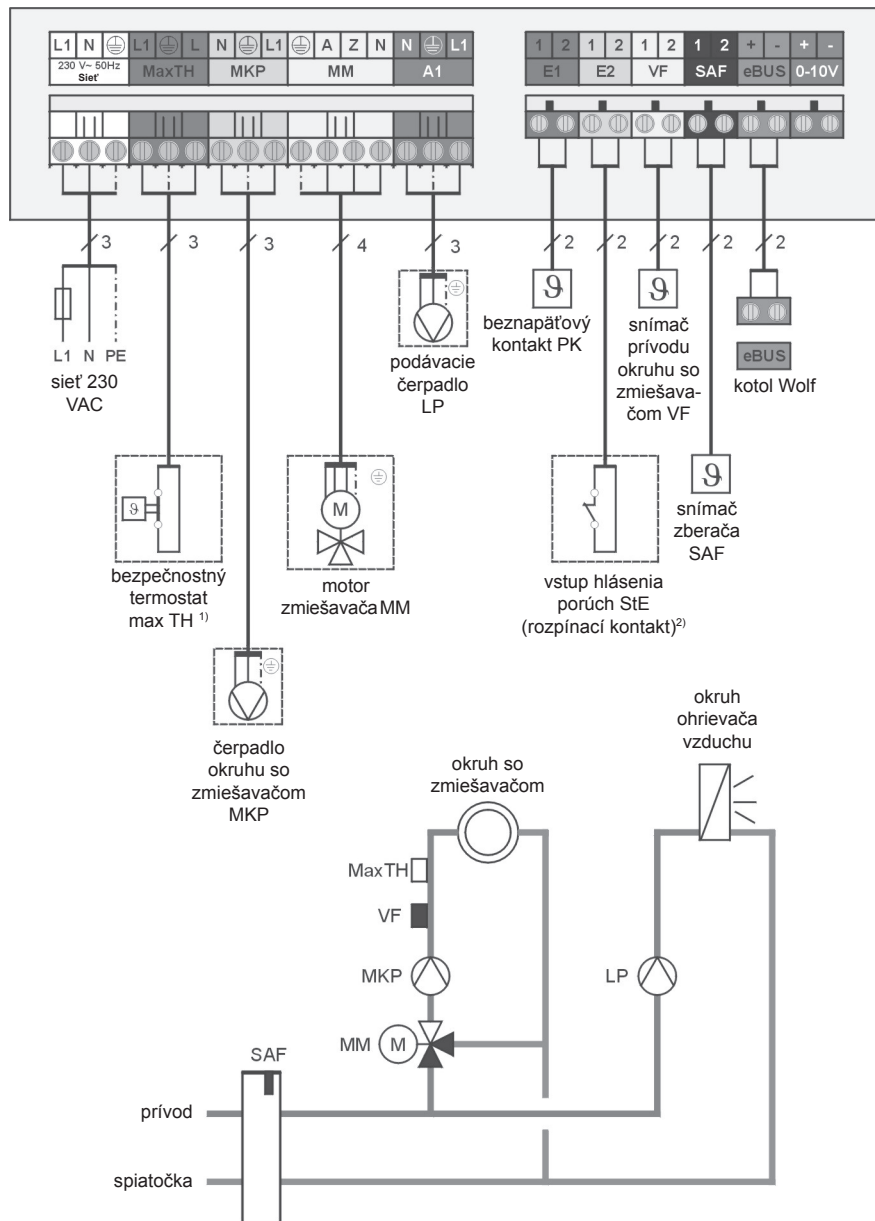 L1 N L1 L N L1 A Z N N L1
230 V~ 50Hz
Sieť
MaxTH MKP MM A1
1 2 1 2 1 2 1 2 + - + -
E1 E2 VF SAF eBUS 0-10V
3 3 3 4 3 2 2 2 2 2
L1 N PE
sieť 230
VAC
podávacie
čerpadlo
LP
ϑ
beznapäťový
kontakt PK
ϑ
snímač
prívodu
okruhu so
zmiešava-
čom VF
eBUS
kotol Wolf
ϑ
bezpečnostný
termostat
max TH 1)
M
motor
zmiešavača MM
vstup hlásenia
porúch StE
(rozpínací kontakt)2)
ϑ
snímač
zberača
SAF
čerpadlo
okruhu so
zmiešavačom
MKP
okruh so
zmiešavačom
okruh
ohrievača
vzduchu
MaxTH
VF
MKP
LP
MM M
SAF
prívod
spiatočka